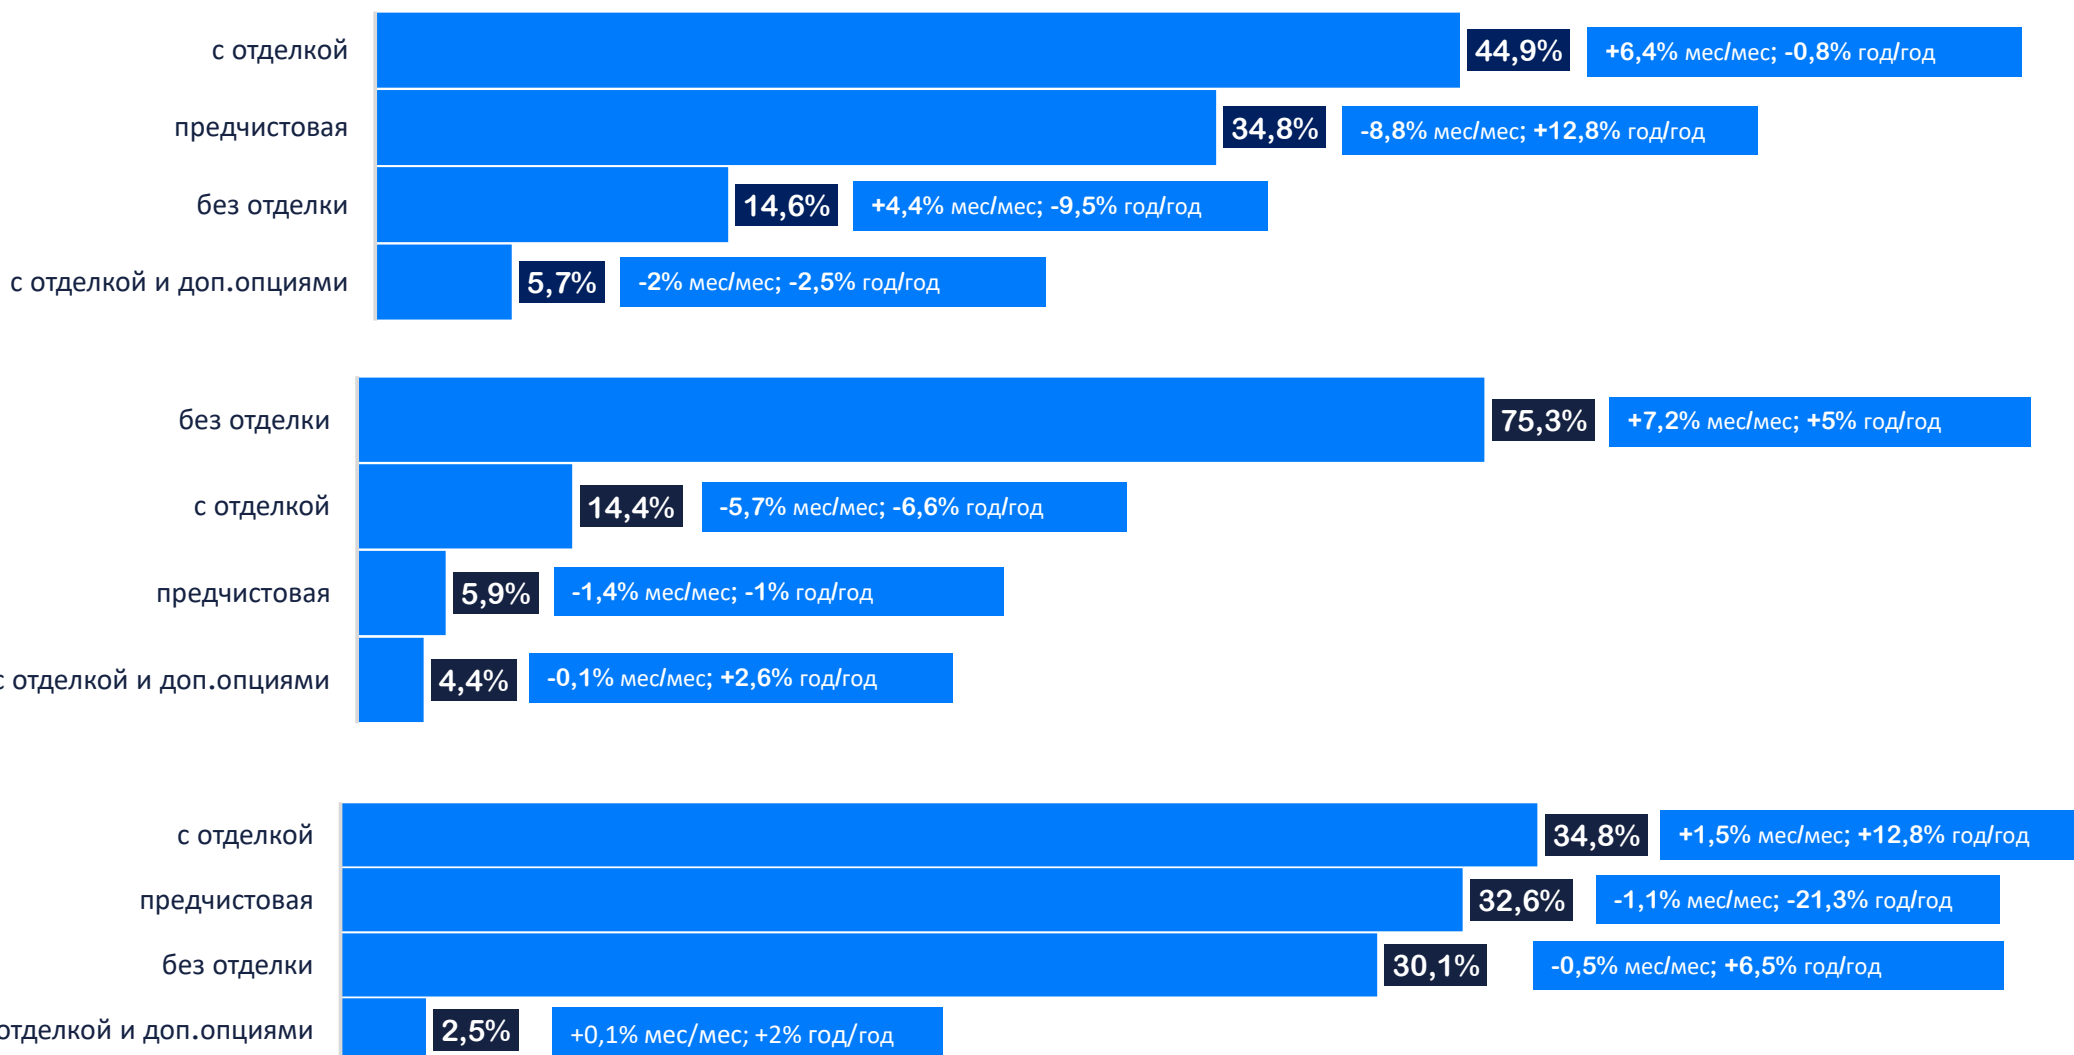 с отделкой 44,9% +6,4% мес/мес; -0,8% год/год
предчистовая 34,8% -8,8% мес/мес; +12,8% год/год
без отделки 14,6% +4,4% мес/мес; -9,5% год/год
с отделкой и доп.опциями 5,7% -2% мес/мес; -2,5% год/год
без отделки 75,3% +7,2% мес/мес; +5% год/год
с отделкой 14,4% -5,7% мес/мес; -6,6% год/год
предчистовая 5,9% -1,4% мес/мес; -1% год/год
с отделкой и доп.опциями 4,4% -0,1% мес/мес; +2,6% год/год
с отделкой 34,8% +1,5% мес/мес; +12,8% год/год
предчистовая 32,6% -1,1% мес/мес; -21,3% год/год
без отделки 30,1% -0,5% мес/мес; +6,5% год/год
отделкой и доп.опциями 2,5% +0,1% мес/мес; +2% год/год